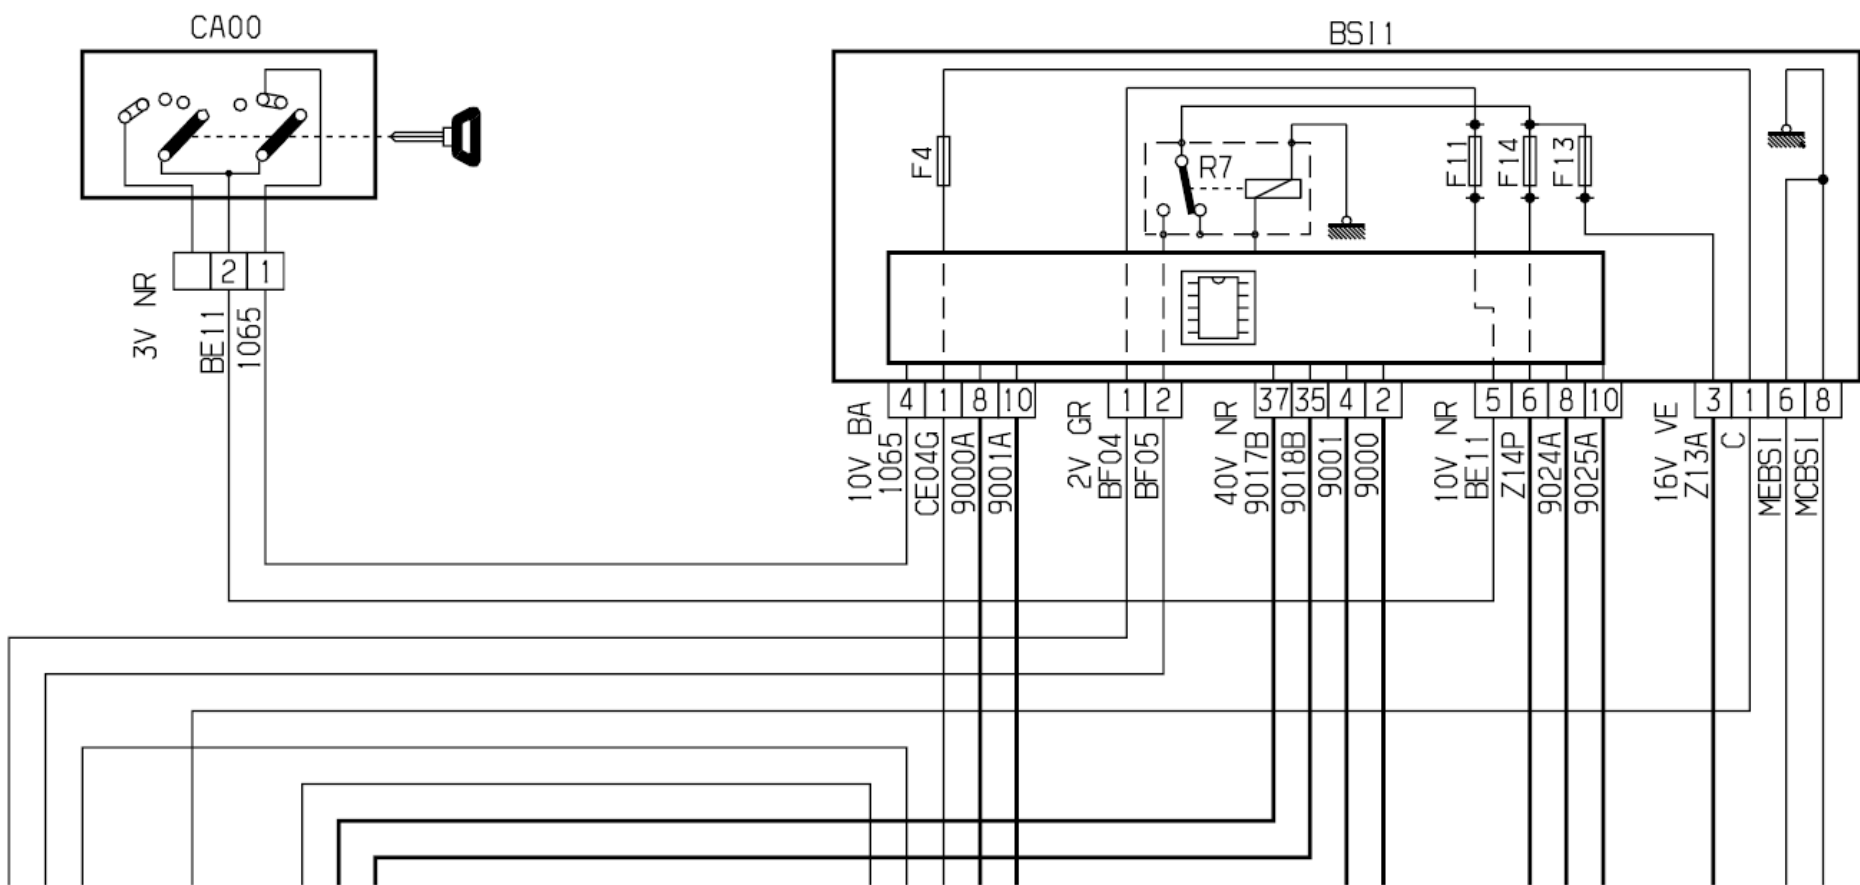 CA00
BSI1
F4
R7
F11
F14
F13
3V NR
2
1
BE11
1065
10V BA
4
1
8
10
1065
CE04G
9000A
9001A
2V GR
1
2
BF04
BF05
40V NR
37
35
4
2
9017B
9018B
9001
9000
10V NR
5
6
8
10
BE11
Z14P
9024A
9025A
16V VE
3
1
6
8
Z13A
C
MEBSI
MCBSI